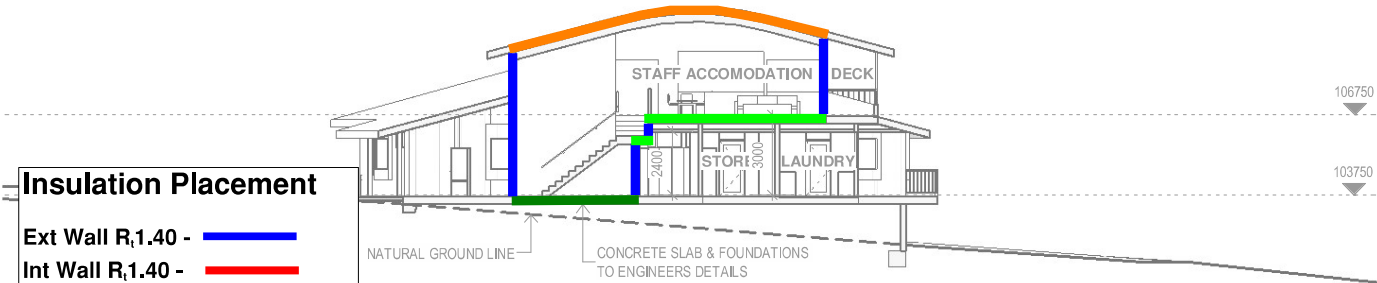 STAFF ACCOMODATION DECK
106750
2400
STORE
3000
LAUNDRY
103750
Insulation Placement
Ext Wall Rt1.40 -
Int Wall Rt1.40 -
NATURAL GROUND LINE
CONCRETE SLAB & FOUNDATIONS
TO ENGINEERS DETAILS